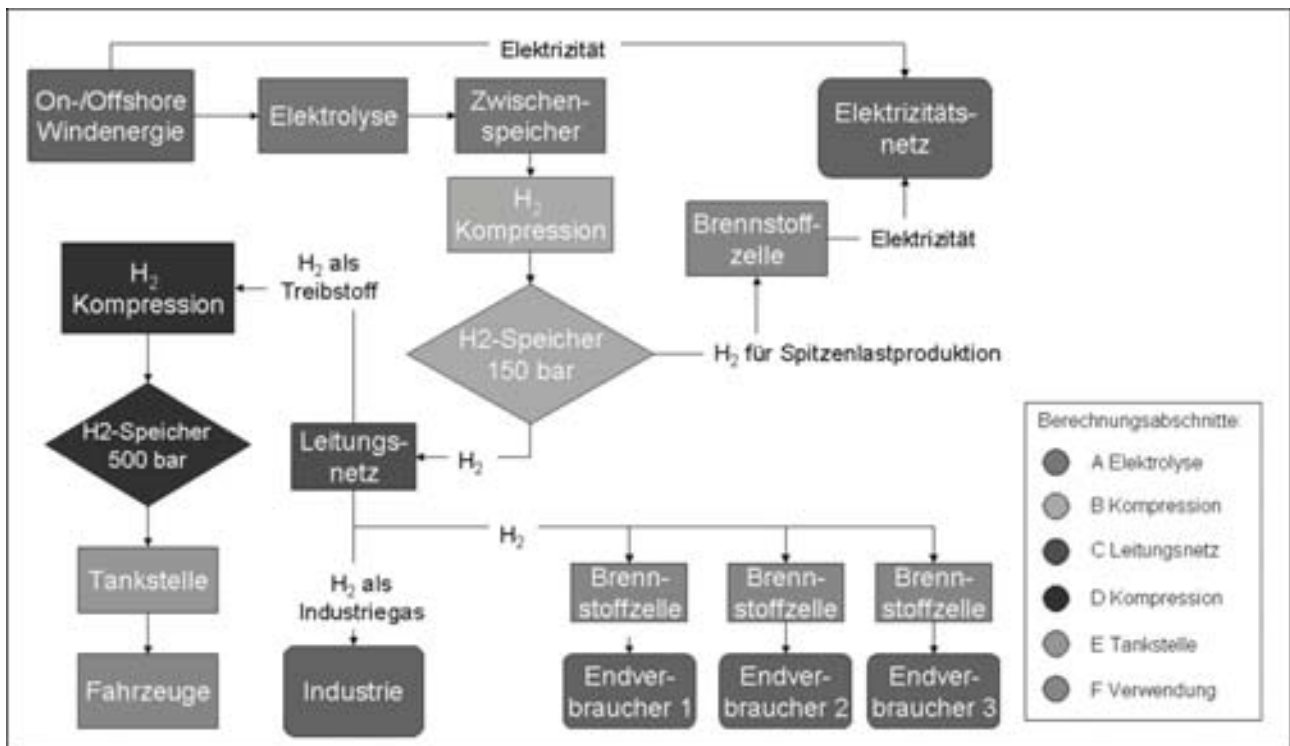 Elektrizität
On-/Offshore
Windenergie
Elektrolyse
Zwischen-
speicher
Elektrizitäts-
netz
H₂
Kompression
Brennstoff-
zelle
Elektrizität
H₂
Kompression
H₂ als
Treibstoff
H2-Speicher
150 bar
H₂ für Spitzenlastproduktion
H2-Speicher
500 bar
Leitungs-
netz
H₂
Berechnungsabschnitte:
A Elektrolyse
B Kompression
C Leitungsnetz
D Kompression
E Tankstelle
F Verwendung
H₂
Tankstelle
H₂ als
Industriegas
Brenn-
stoffzelle
Brenn-
stoffzelle
Brenn-
stoffzelle
Fahrzeuge
Industrie
Endver-
braucher 1
Endver-
braucher 2
Endver-
braucher 3